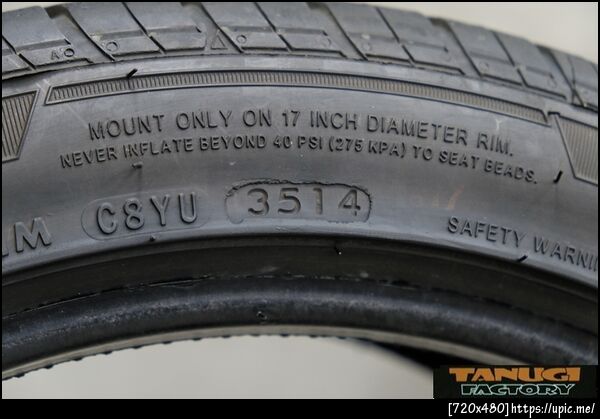 MOUNT ONLY ON 17 INCH DIAMETER RIM.
NEVER INFLATE BEYOND 40 PSI (275 KPA) TO SEAT BEADS.
C8YU 3514
SAFETY WARNIN
TANUGI
FACTORY
[720x480]https://upic.me/